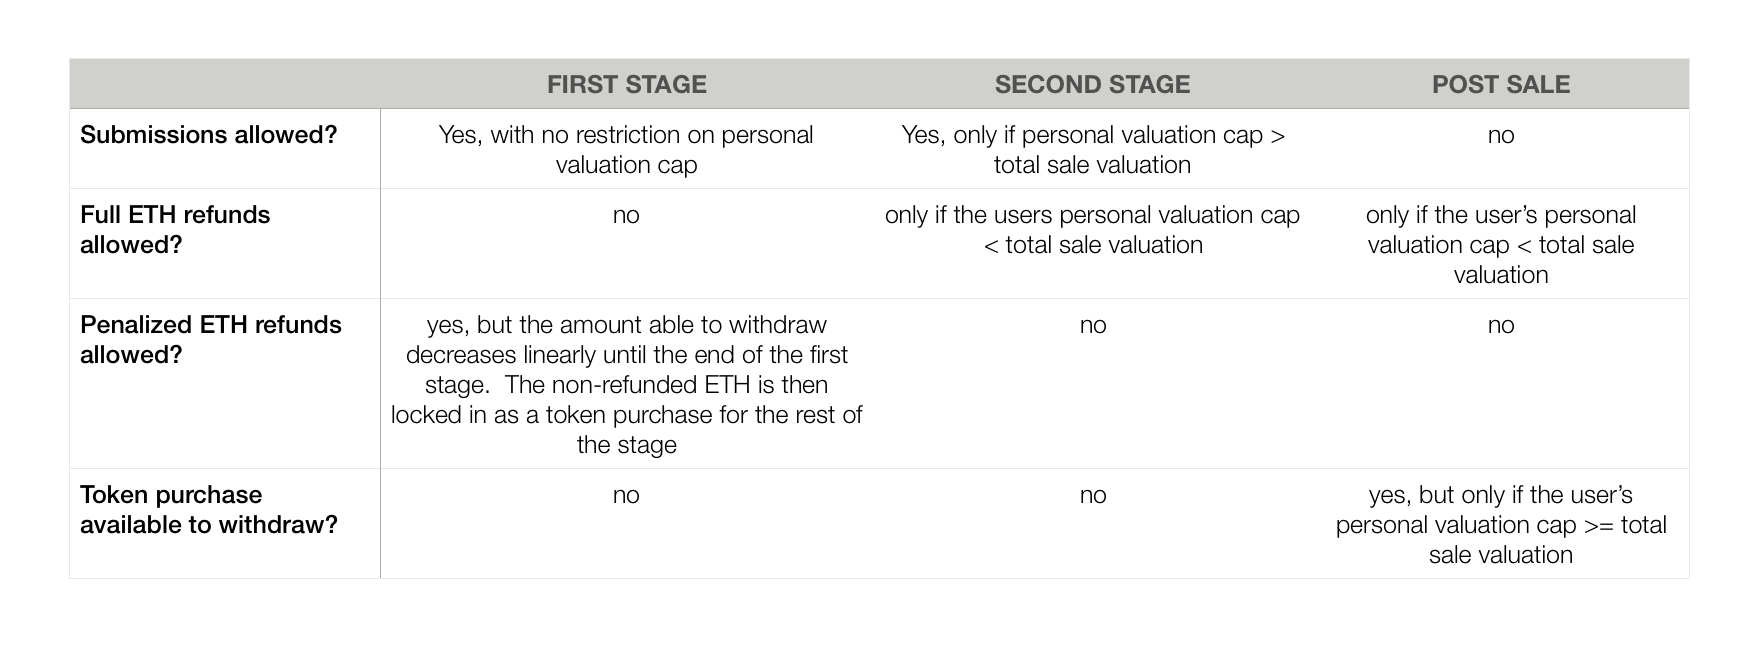 FIRST STAGE SECOND STAGE POST SALE
Submissions allowed?
Yes, with no restriction on personal
valuation cap
Yes, only if personal valuation cap >
total sale valuation
no
Full ETH refunds
allowed?
no
only if the users personal valuation cap
< total sale valuation
only if the user’s personal
valuation cap < total sale
valuation
Penalized ETH refunds
allowed?
yes, but the amount able to withdraw
decreases linearly until the end of the first
stage.  The non-refunded ETH is then
locked in as a token purchase for the rest of
the stage
no
no
Token purchase
available to withdraw?
no
no
yes, but only if the user’s
personal valuation cap >= total
sale valuation